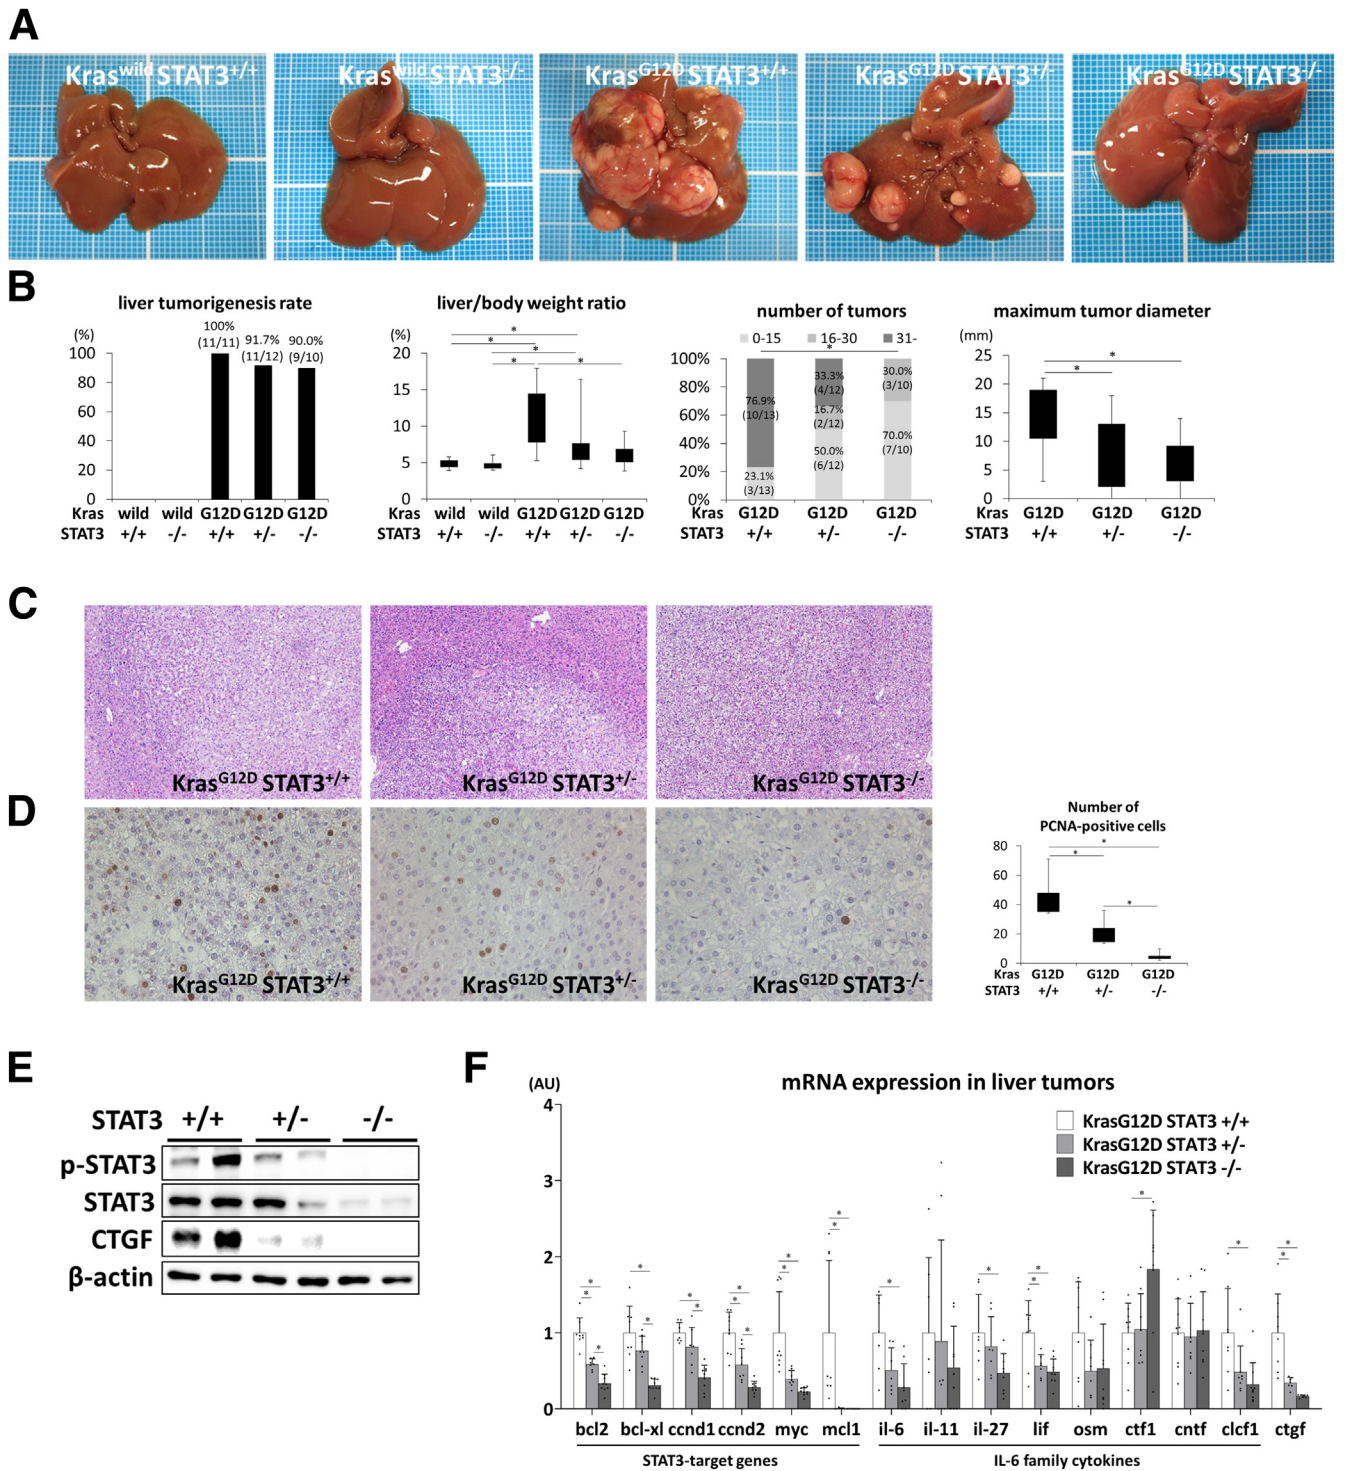 A
Kras^wild STAT3^+/+
Kras^wild STAT3^-/-
Kras^G12D STAT3^+/+
Kras^G12D STAT3^+/-
Kras^G12D STAT3^-/-
B
liver tumorigenesis rate
(%)
100%
(11/11)
91.7%
(11/12)
90.0%
(9/10)
100
80
60
40
20
0
Kras wild wild G12D G12D G12D
STAT3 +/+ -/- +/+ +/- -/-
liver/body weight ratio
(%)
*
*
*
* *
20
15
10
5
0
Kras wild wild G12D G12D G12D
STAT3 +/+ -/- +/+ +/- -/-
number of tumors
0-15 16-30 31-
*
100%
80%
60%
40%
20%
0%
76.9%
(10/13)
23.1%
(3/13)
33.3%
(4/12)
16.7%
(2/12)
50.0%
(6/12)
30.0%
(3/10)
70.0%
(7/10)
Kras G12D G12D G12D
STAT3 +/+ +/- -/-
maximum tumor diameter
(mm)
*
*
25
20
15
10
5
0
Kras G12D G12D G12D
STAT3 +/+ +/- -/-
C
Kras^G12D STAT3^+/+
Kras^G12D STAT3^+/-
Kras^G12D STAT3^-/-
D
Kras^G12D STAT3^+/+
Kras^G12D STAT3^+/-
Kras^G12D STAT3^-/-
Number of
PCNA-positive cells
*
*
*
80
60
40
20
0
Kras G12D G12D G12D
STAT3 +/+ +/- -/-
E
STAT3 +/+ +/- -/-
p-STAT3
STAT3
CTGF
β-actin
F
mRNA expression in liver tumors
(AU)
KrasG12D STAT3 +/+
KrasG12D STAT3 +/-
KrasG12D STAT3 -/-
4
3
2
1
0
bcl2 bcl-xl ccnd1 ccnd2 myc mcl1 il-6 il-11 il-27 lif osm ctf1 cntf clcf1 ctgf
STAT3-target genes
IL-6 family cytokines